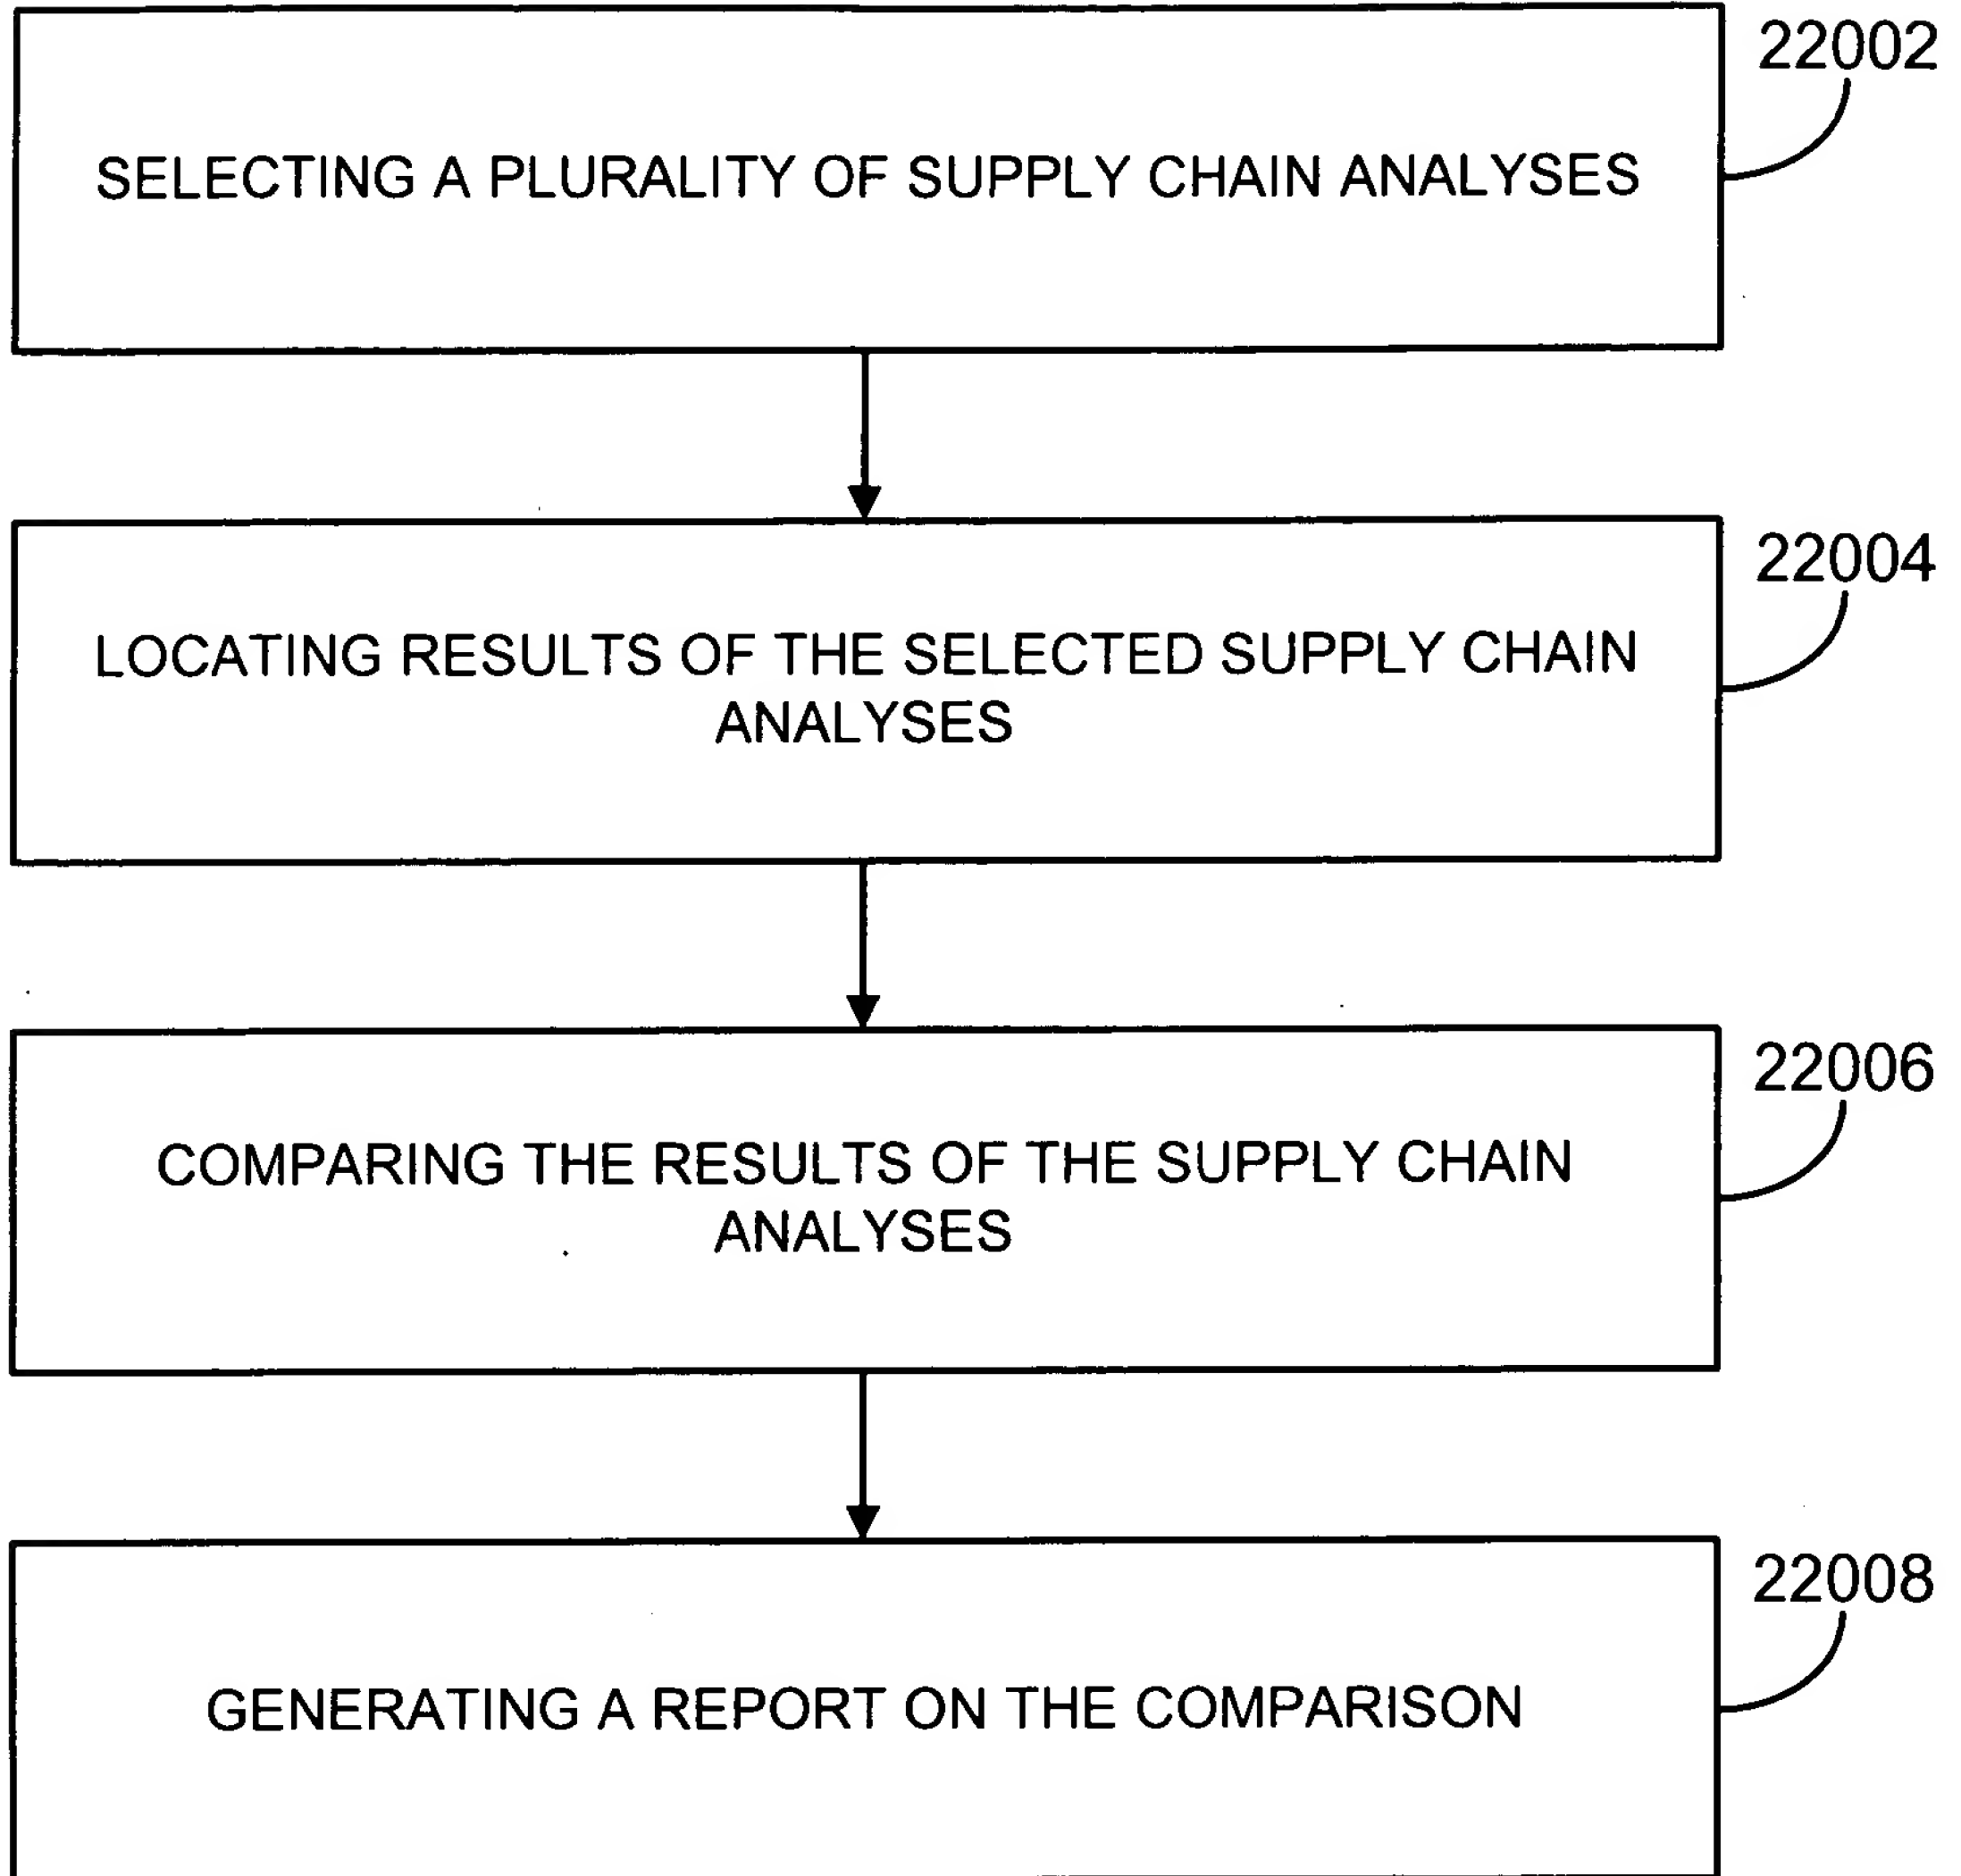 22002
SELECTING A PLURALITY OF SUPPLY CHAIN ANALYSES
22004
LOCATING RESULTS OF THE SELECTED SUPPLY CHAIN
ANALYSES
22006
COMPARING THE RESULTS OF THE SUPPLY CHAIN
ANALYSES
22008
GENERATING A REPORT ON THE COMPARISON